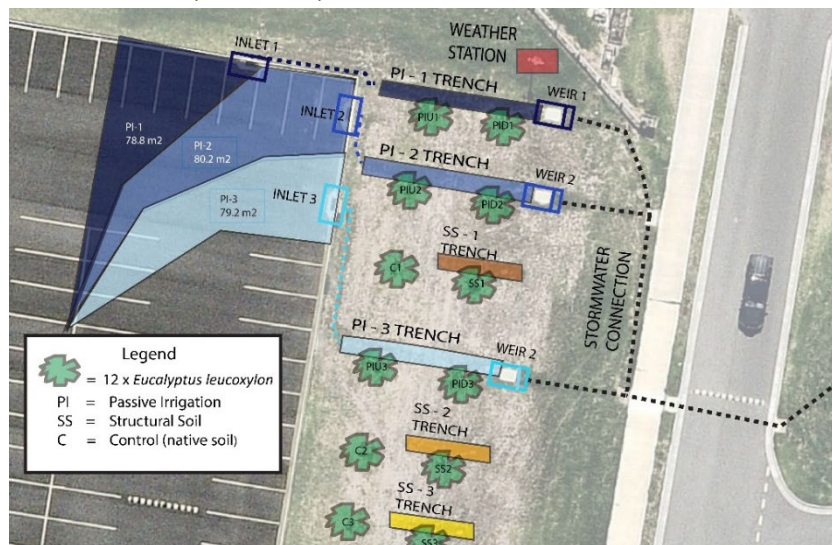 WEATHER
STATION
INLET 1
PI - 1 TRENCH
WEIR 1
PIU1
PID1
INLET 2
PI-1
78.8 m2
PI-2
80.2 m2
PI - 2 TRENCH
WEIR 2
PIU2
PID2
PI-3
79.2 m2
INLET 3
SS - 1
TRENCH
C1
SS1
STORMWATER
CONNECTION
PI - 3 TRENCH
WEIR 2
PIU3
PID3
Legend
= 12 x Eucalyptus leucoxylon
PI = Passive Irrigation
SS = Structural Soil
C = Control (native soil)
SS - 2
TRENCH
C2
SS2
SS - 3
TRENCH
C3
SS3